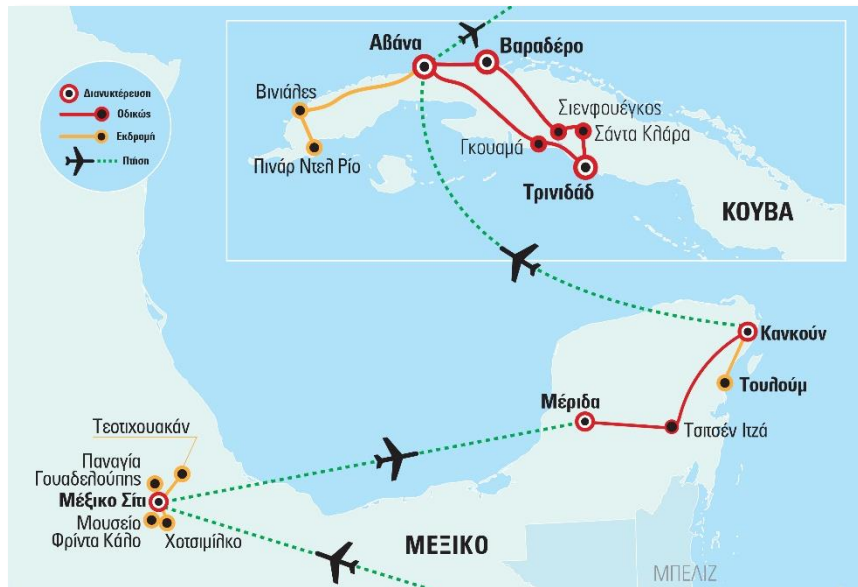 Διανυκτέρευση
Οδικώς
Εκδρομή
Πτήση
Αβάνα
Βαραδέρο
Βινιάλες
Σιενφουέγκος
Σάντα Κλάρα
Γκουαμά
Πινάρ Ντελ Ρίο
Τρινιδάδ
ΚΟΥΒΑ
Κανκούν
Τουλούμ
Μέριδα
Τσιτσέν Ιτζά
Τεοτιχουακάν
Παναγία
Γουαδελούπης
Μέξικο Σίτι
Μουσείο
Φρίντα Κάλο
Χοτσιμίλκο
ΜΕΞΙΚΟ
ΜΠΕΛΙΖ